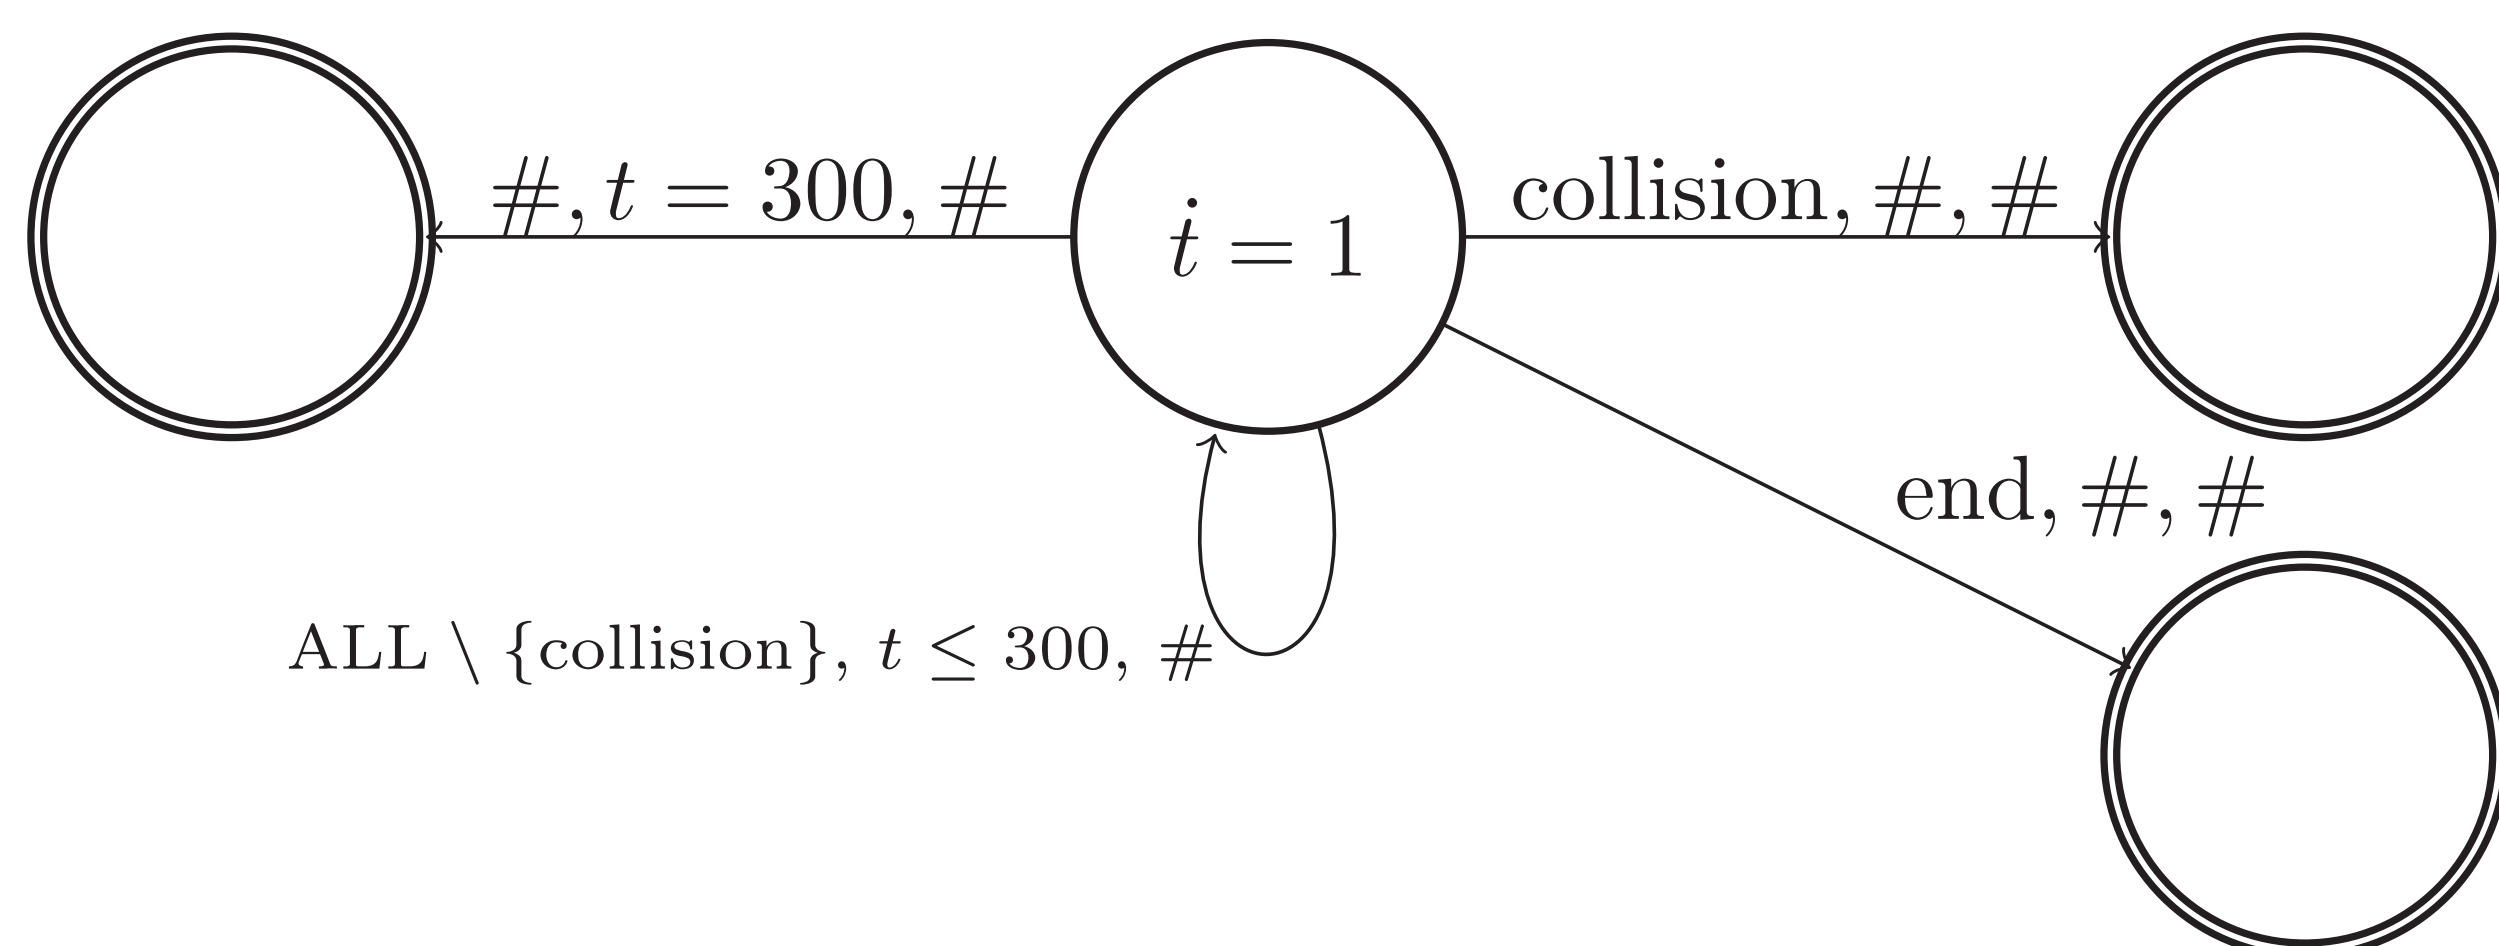 #, t = 300, #
t = 1
collision, #, #
end, #, #
ALL \ {collision}, t ≤ 300, #